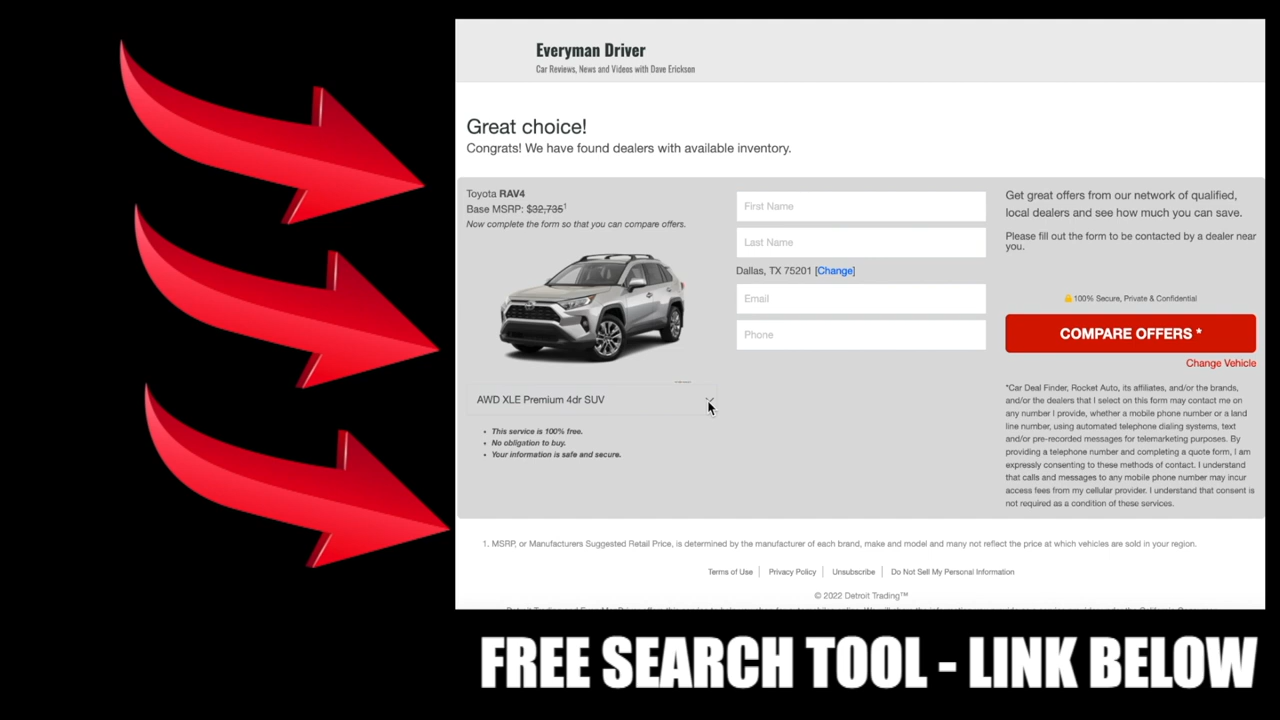 Everyman Driver
Car Reviews, News and Videos with Dave Erickson
Great choice!
Congrats! We have found dealers with available inventory.
Toyota RAV4
Base MSRP: $32,735¹
Now complete the form so that you can compare offers.
AWD XLE Premium 4dr SUV
• This service is 100% free.
• No obligation to buy.
• Your information is safe and secure.
First Name
Last Name
Dallas, TX 75201 [Change]
Email
Phone
Get great offers from our network of qualified,
local dealers and see how much you can save.
Please fill out the form to be contacted by a dealer near
you.
100% Secure, Private & Confidential
COMPARE OFFERS *
Change Vehicle
*Car Deal Finder, Rocket Auto, its affiliates, and/or the brands,
and/or the dealers that I select on this form may contact me on
any number I provide, whether a mobile phone number or a land
line number, using automated telephone dialing systems, text
and/or pre-recorded messages for telemarketing purposes. By
providing a telephone number and completing a quote form, I am
expressly consenting to these methods of contact. I understand
that calls and messages to any mobile phone number may incur
access fees from my cellular provider. I understand that consent is
not required as a condition of these services.
1. MSRP, or Manufacturers Suggested Retail Price, is determined by the manufacturer of each brand, make and model and many not reflect the price at which vehicles are sold in your region.
Terms of Use | Privacy Policy | Unsubscribe | Do Not Sell My Personal Information
© 2022 Detroit Trading™
FREE SEARCH TOOL - LINK BELOW